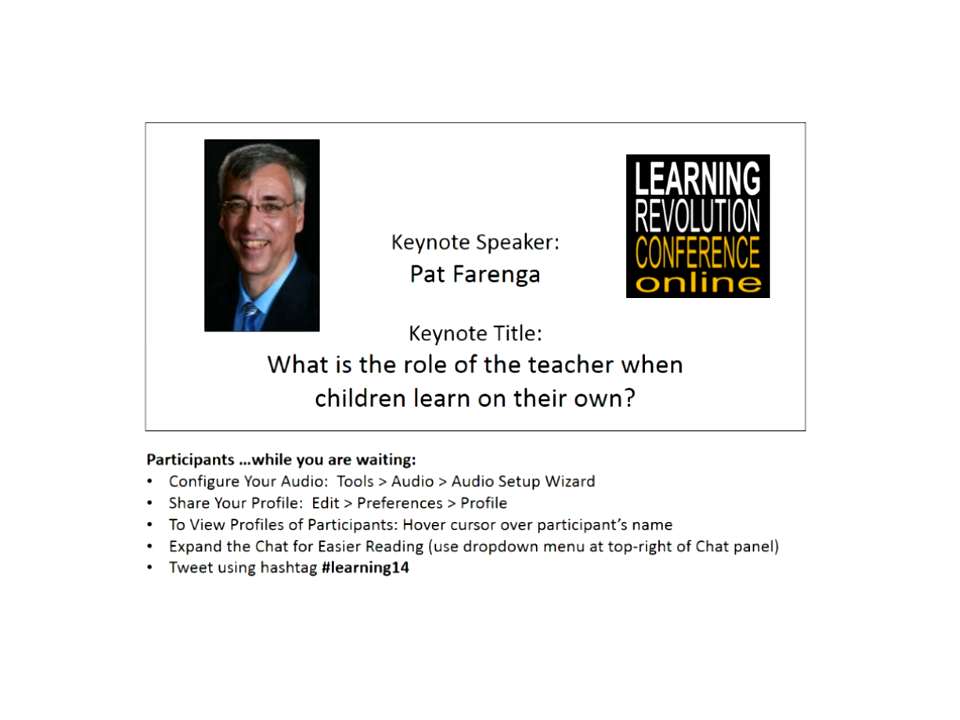 LEARNING
REVOLUTION
CONFERENCE
online
Keynote Speaker:
Pat Farenga
Keynote Title:
What is the role of the teacher when
children learn on their own?
Participants ...while you are waiting:
• Configure Your Audio: Tools > Audio > Audio Setup Wizard
• Share Your Profile: Edit > Preferences > Profile
• To View Profiles of Participants: Hover cursor over participant's name
• Expand the Chat for Easier Reading (use dropdown menu at top-right of Chat panel)
• Tweet using hashtag #learning14